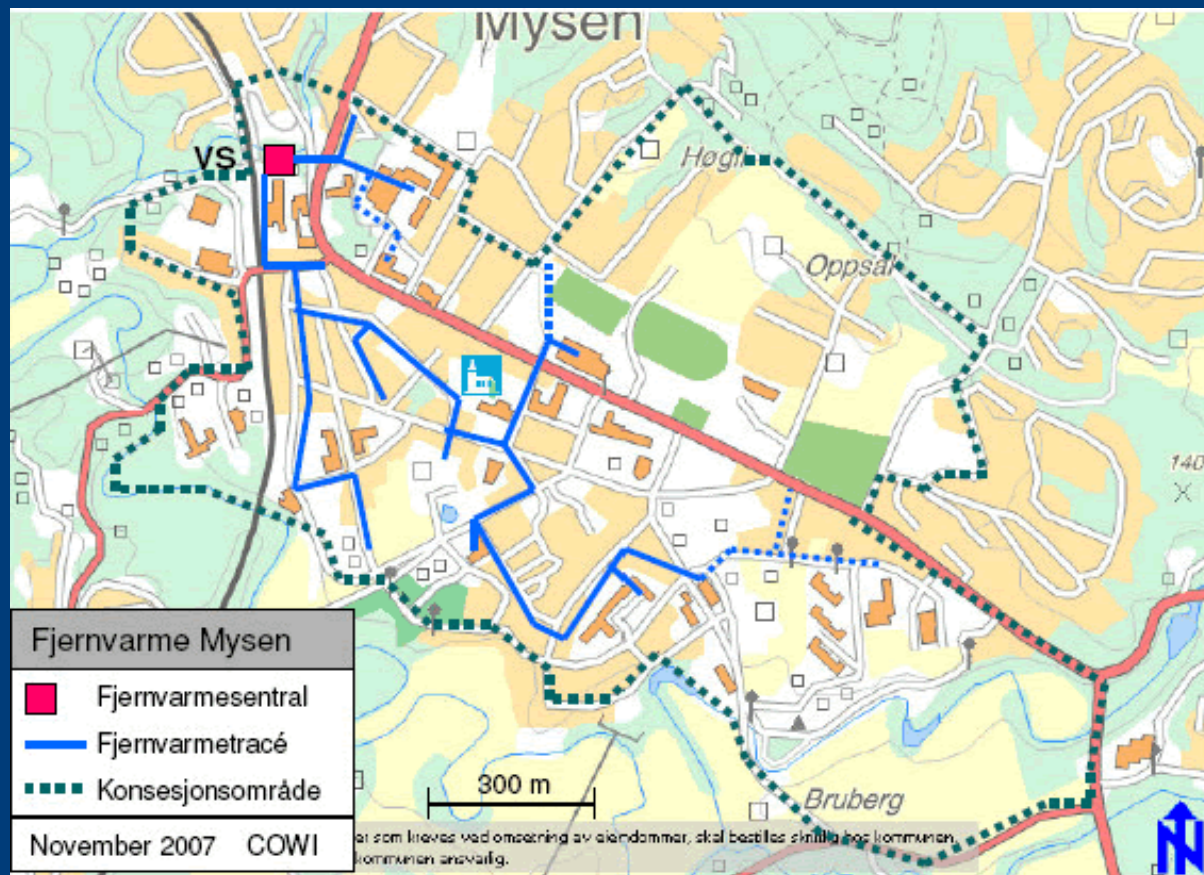 Mysen
VS
Høgli
Oppsal
140
Fjernvarme Mysen
Fjernvarmesentral
Fjernvarmetracé
Konsesjonsområde
300 m
Bruberg
November 2007 COWI
er som kreves ved omsetning av eiendommer, skal bestilles skriftlig hos kommunen,
kommunen ansvarlig.
N